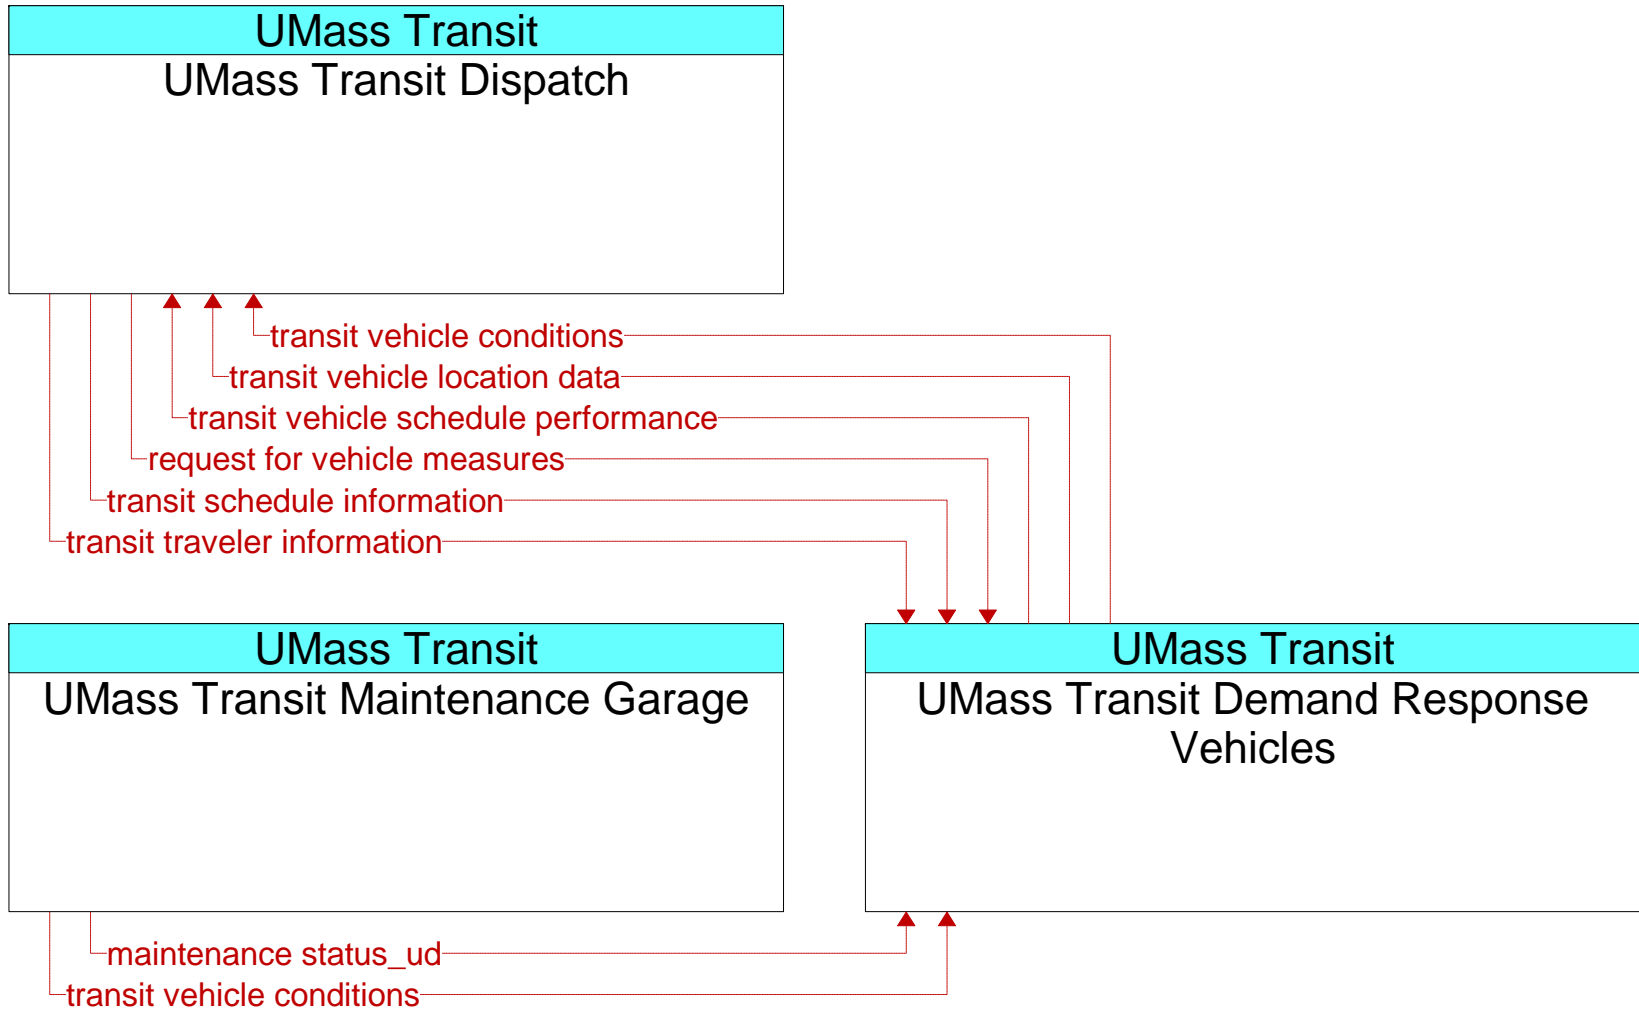 UMass Transit
UMass Transit Dispatch
transit vehicle conditions
transit vehicle location data
transit vehicle schedule performance
request for vehicle measures
transit schedule information
transit traveler information
UMass Transit
UMass Transit Maintenance Garage
UMass Transit
UMass Transit Demand Response
Vehicles
maintenance status_ud
transit vehicle conditions